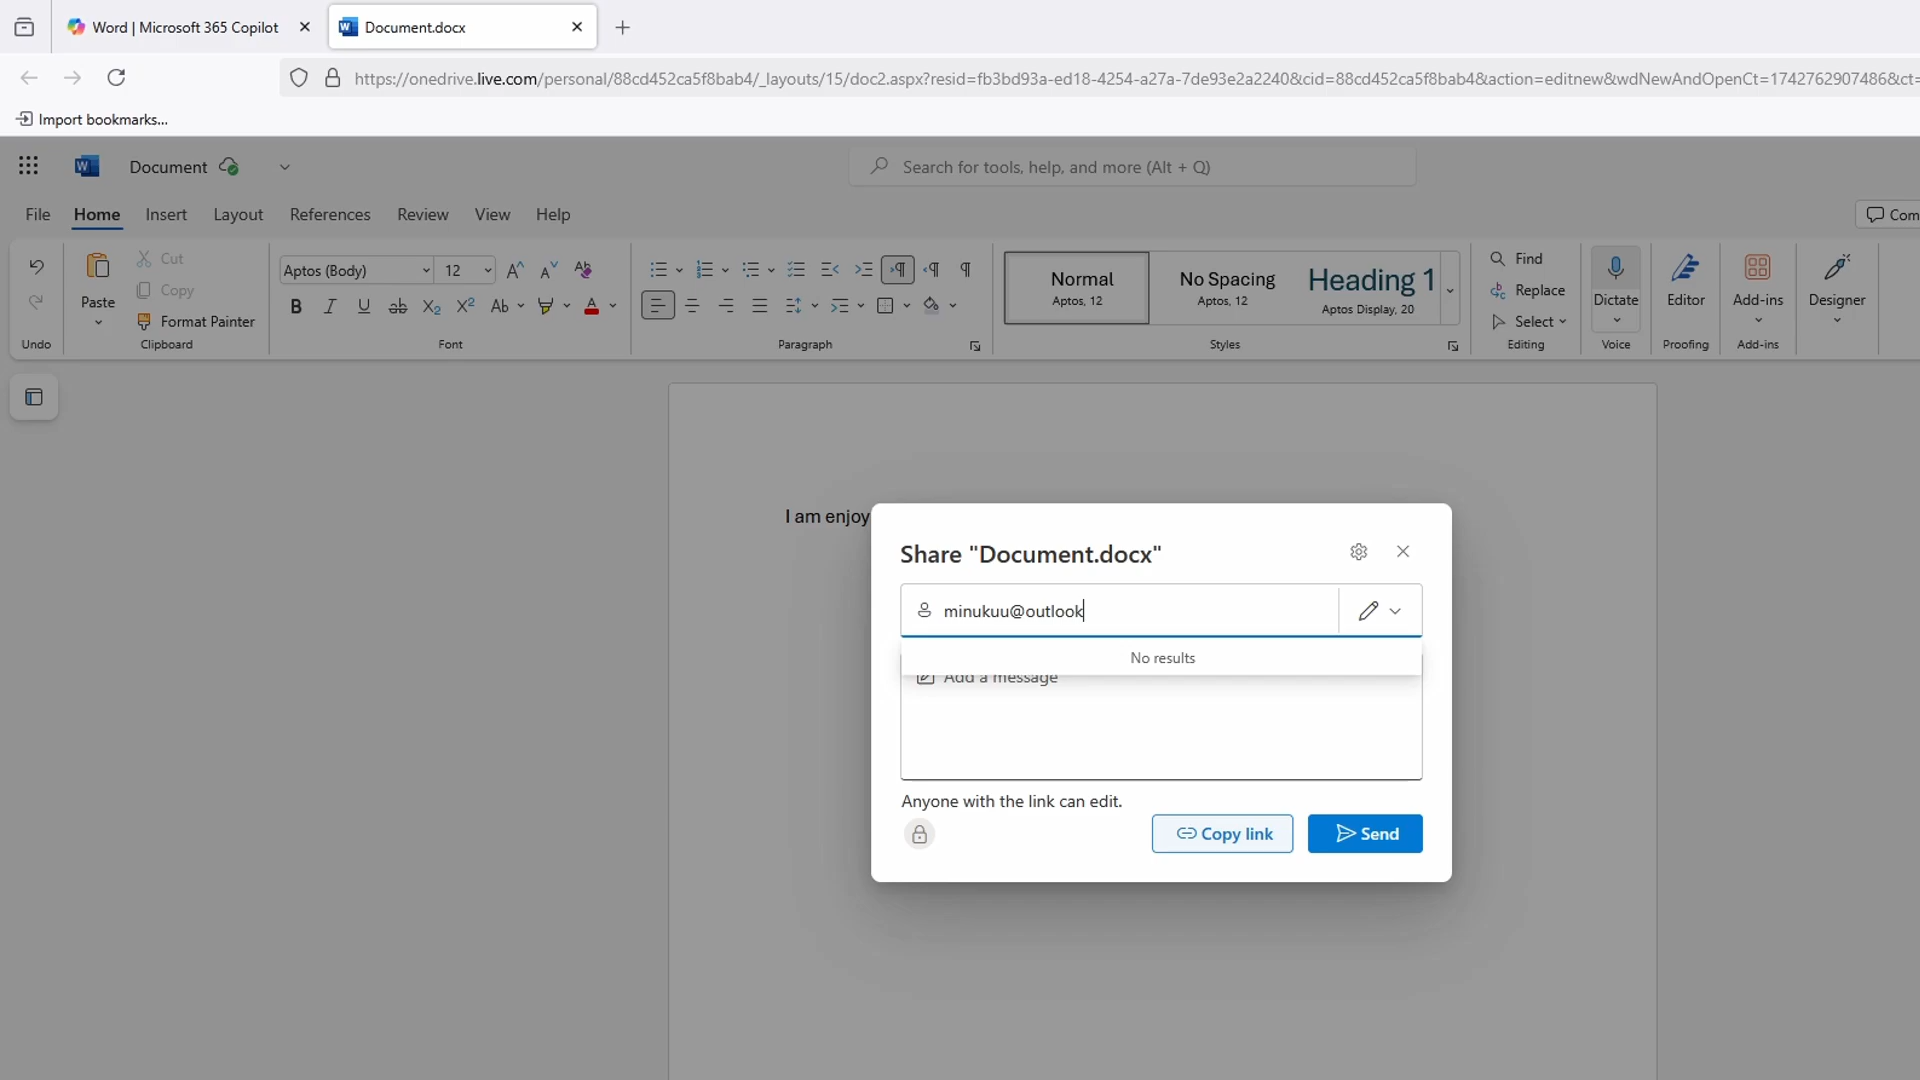 Word | Microsoft 365 Copilot
Document.docx
https://onedrive.live.com/personal/88cd452ca5f8bab4/_layouts/15/doc2.aspx?resid=fb3bd93a-ed18-4254-a27a-7de93e2a2240&cid=88cd452ca5f8bab4&action=editnew&wdNewAndOpenCt=1742762907486&ct=
Import bookmarks...
Document
Search for tools, help, and more (Alt + Q)
File Home Insert Layout References Review View Help
Com
Paste
Cut
Copy
Format Painter
Aptos (Body)
12
Normal
Aptos, 12
No Spacing
Aptos, 12
Heading 1
Aptos Display, 20
Find
Replace
Select
Dictate
Editor
Add-ins
Designer
Undo
Clipboard
Font
Paragraph
Styles
Editing
Voice
Proofing
Add-ins
I am enjoy
Share "Document.docx"
minukuu@outlook
No results
Add a message
Anyone with the link can edit.
Copy link
Send